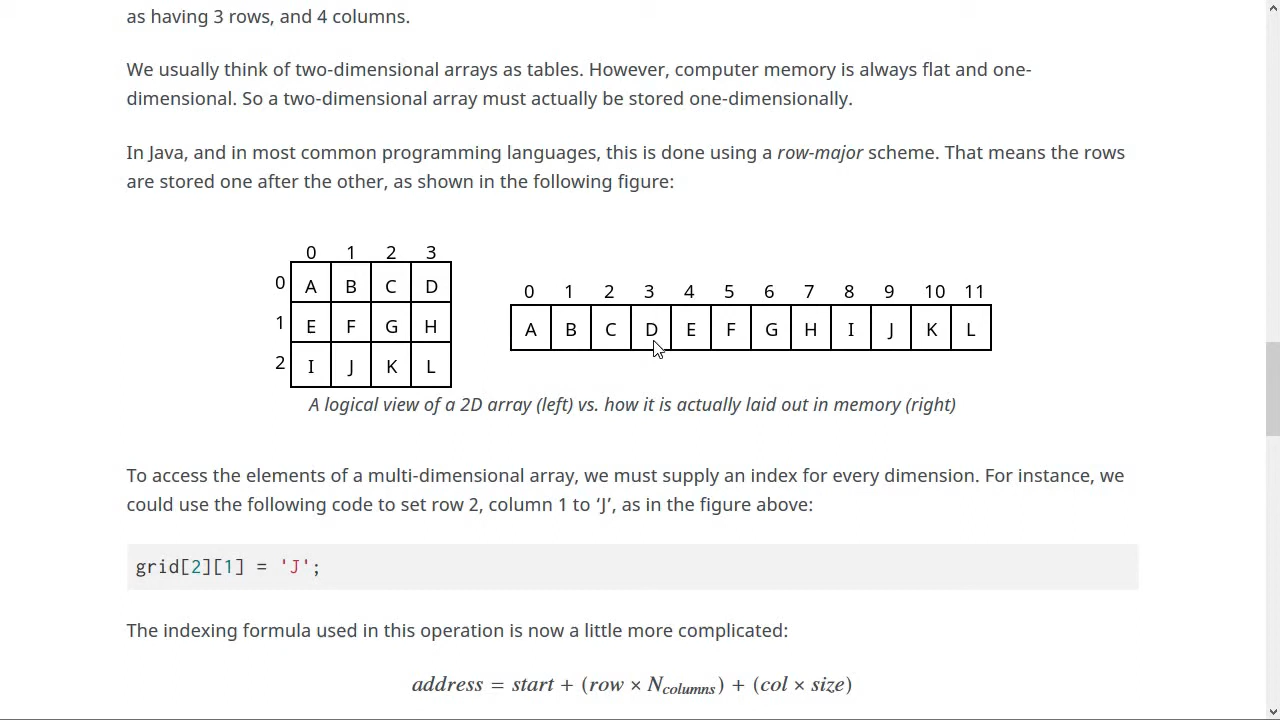 as having 3 rows, and 4 columns.
We usually think of two-dimensional arrays as tables. However, computer memory is always flat and one-
dimensional. So a two-dimensional array must actually be stored one-dimensionally.
In Java, and in most common programming languages, this is done using a row-major scheme. That means the rows
are stored one after the other, as shown in the following figure:
0 1 2 3
0 A B C D
1 E F G H
2 I J K L
0 1 2 3 4 5 6 7 8 9 10 11
A B C D E F G H I J K L
A logical view of a 2D array (left) vs. how it is actually laid out in memory (right)
To access the elements of a multi-dimensional array, we must supply an index for every dimension. For instance, we
could use the following code to set row 2, column 1 to ‘J’, as in the figure above:
grid[2][1] = 'J';
The indexing formula used in this operation is now a little more complicated:
address = start + (row × Ncolumns) + (col × size)